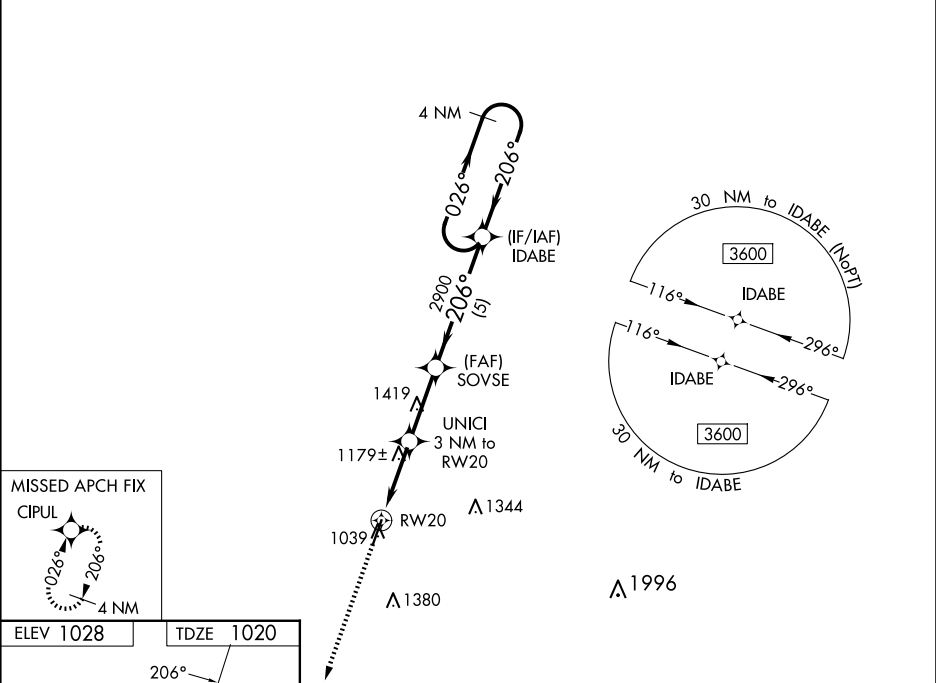 4 NM
026°
206°
(IF/IAF)
IDABE
2900
206°
(5)
30 NM to IDABE (NoPT)
3600
116°
IDABE
296°
116°
IDABE
296°
3600
30 NM to IDABE
(FAF)
SOVSE
1419
UNICI
3 NM to
RW20
1179±
RW20
1039
1344
1380
1996
MISSED APCH FIX
CIPUL
026°
206°
4 NM
ELEV 1028
TDZE 1020
206°